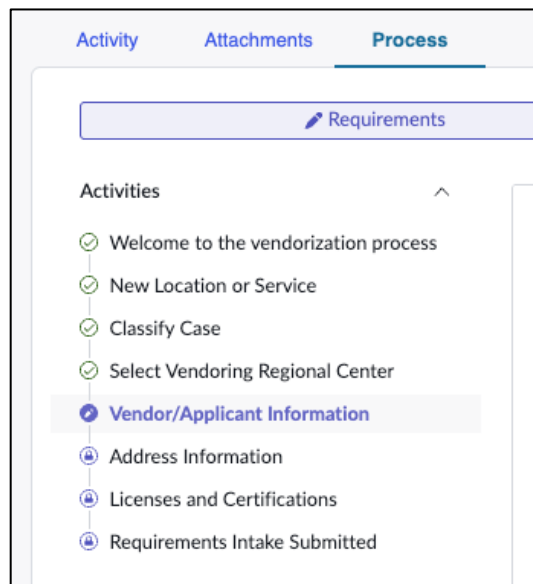 Activity Attachments Process
Requirements
Activities
Welcome to the vendorization process
New Location or Service
Classify Case
Select Vendoring Regional Center
Vendor/Applicant Information
Address Information
Licenses and Certifications
Requirements Intake Submitted